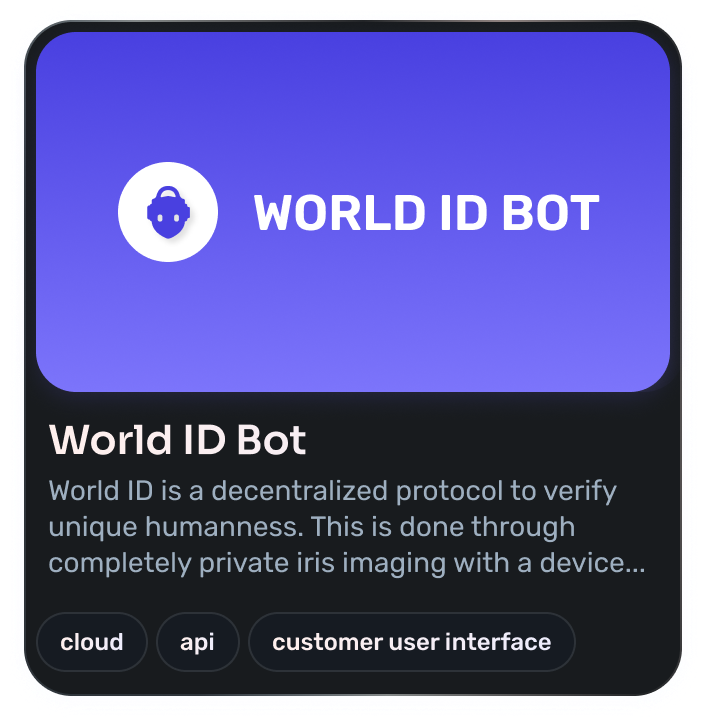 WORLD ID BOT
World ID Bot
World ID is a decentralized protocol to verify
unique humanness. This is done through
completely private iris imaging with a device...
cloud
api
customer user interface